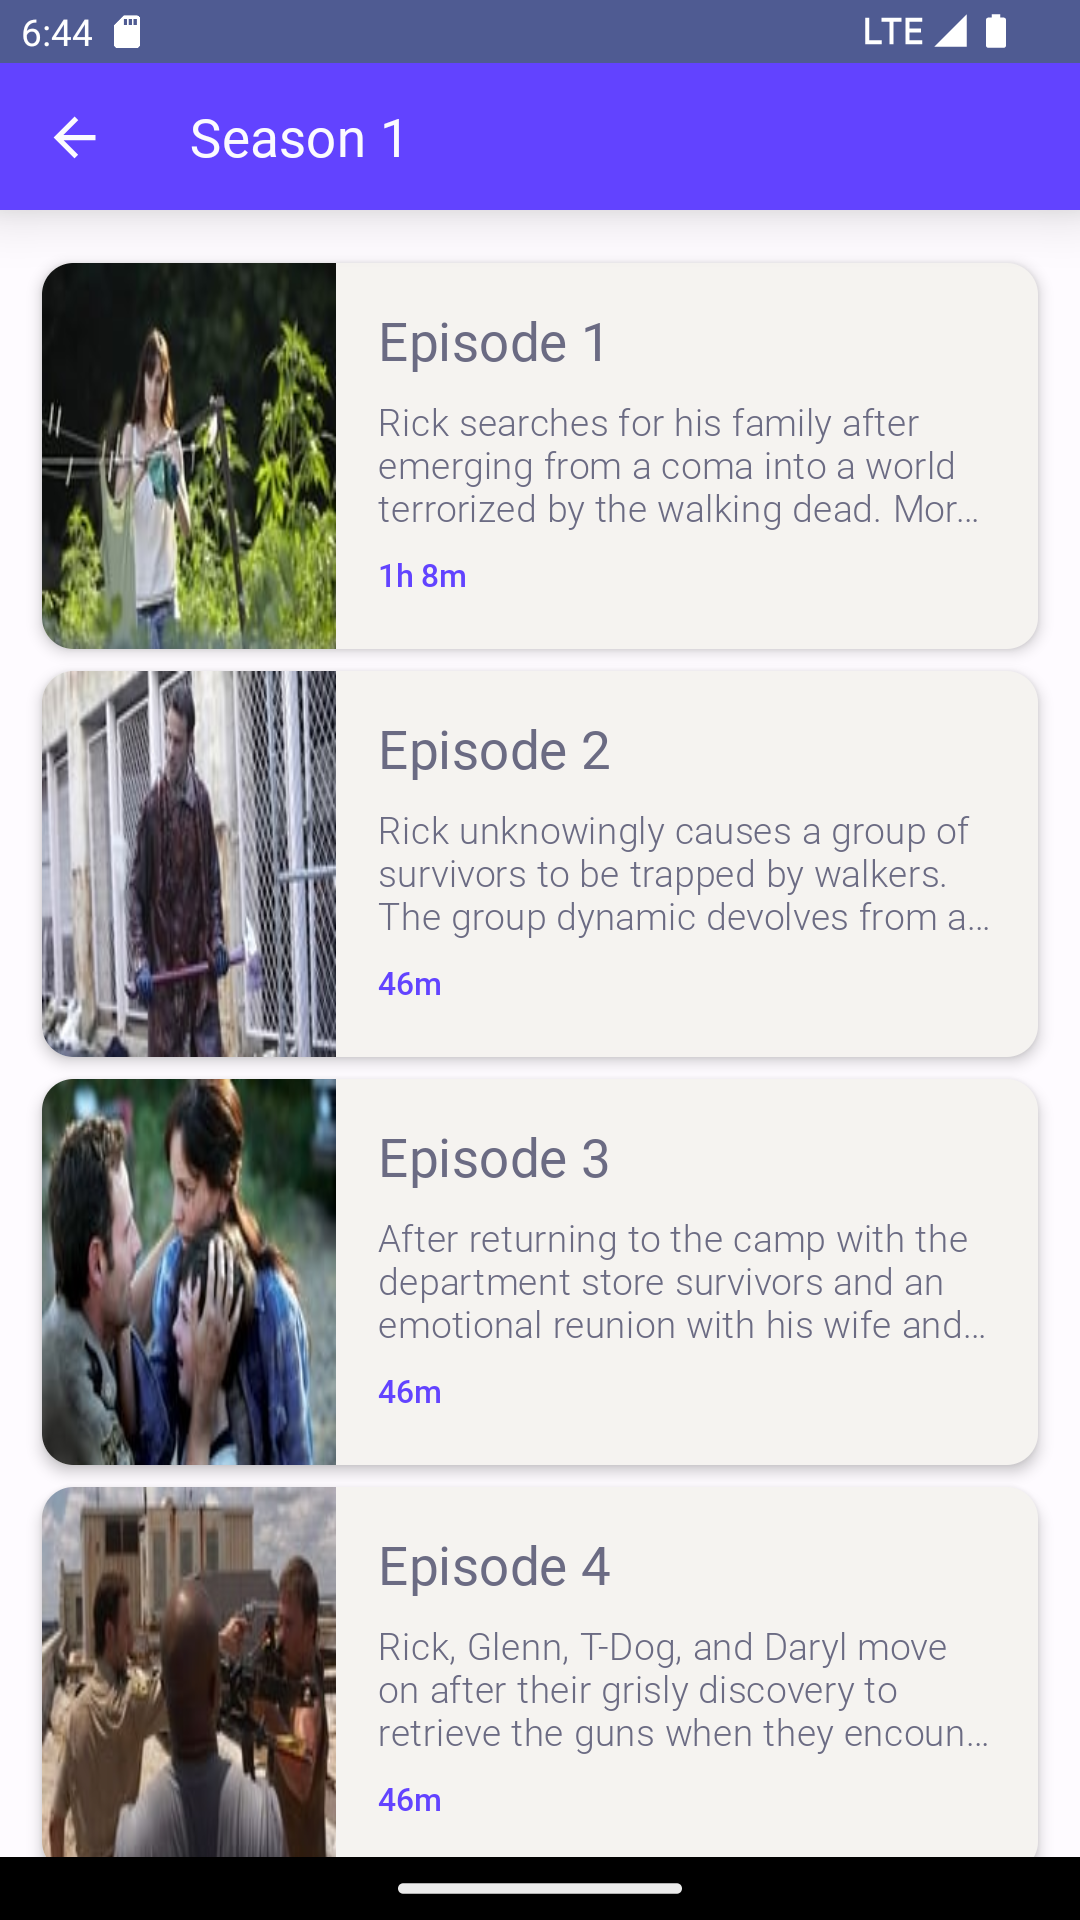 6:44
LTE
Season 1
Episode 1
Rick searches for his family after
emerging from a coma into a world
terrorized by the walking dead. Mor...
1h 8m
Episode 2
Rick unknowingly causes a group of
survivors to be trapped by walkers.
The group dynamic devolves from a...
46m
Episode 3
After returning to the camp with the
department store survivors and an
emotional reunion with his wife and...
46m
Episode 4
Rick, Glenn, T-Dog, and Daryl move
on after their grisly discovery to
retrieve the guns when they encoun...
46m